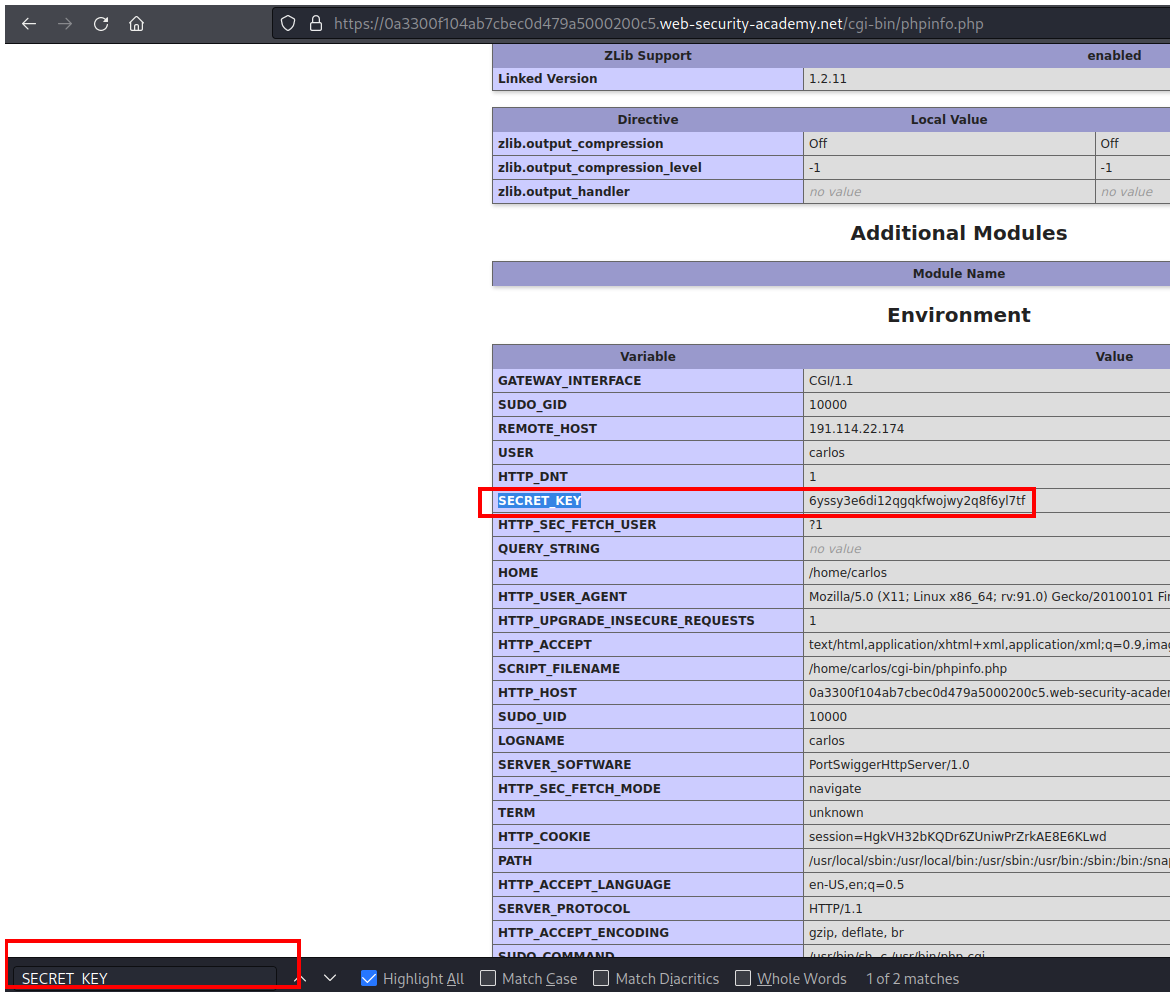 https://0a3300f104ab7cbec0d479a5000200c5.web-security-academy.net/cgi-bin/phpinfo.php
ZLib Support enabled
Linked Version 1.2.11
Directive Local Value
zlib.output_compression Off Off
zlib.output_compression_level -1 -1
zlib.output_handler no value no value
Additional Modules
Module Name
Environment
Variable Value
GATEWAY_INTERFACE CGI/1.1
SUDO_GID 10000
REMOTE_HOST 191.114.22.174
USER carlos
HTTP_DNT 1
SECRET_KEY 6yssy3e6di12qgqkfwojwy2q8f6yl7tf
HTTP_SEC_FETCH_USER ?1
QUERY_STRING no value
HOME /home/carlos
HTTP_USER_AGENT Mozilla/5.0 (X11; Linux x86_64; rv:91.0) Gecko/20100101 Fir
HTTP_UPGRADE_INSECURE_REQUESTS 1
HTTP_ACCEPT text/html,application/xhtml+xml,application/xml;q=0.9,imag
SCRIPT_FILENAME /home/carlos/cgi-bin/phpinfo.php
HTTP_HOST 0a3300f104ab7cbec0d479a5000200c5.web-security-acader
SUDO_UID 10000
LOGNAME carlos
SERVER_SOFTWARE PortSwiggerHttpServer/1.0
HTTP_SEC_FETCH_MODE navigate
TERM unknown
HTTP_COOKIE session=HgkVH32bKQDr6ZUniwPrZrkAE8E6KLwd
PATH /usr/local/sbin:/usr/local/bin:/usr/sbin:/usr/bin:/sbin:/bin:/snap
HTTP_ACCEPT_LANGUAGE en-US,en;q=0.5
SERVER_PROTOCOL HTTP/1.1
HTTP_ACCEPT_ENCODING gzip, deflate, br
SUDO_COMMAND /usr/bin/sh -c /usr/bin/php-cgi
SECRET_KEY Highlight All Match Case Match Diacritics Whole Words 1 of 2 matches